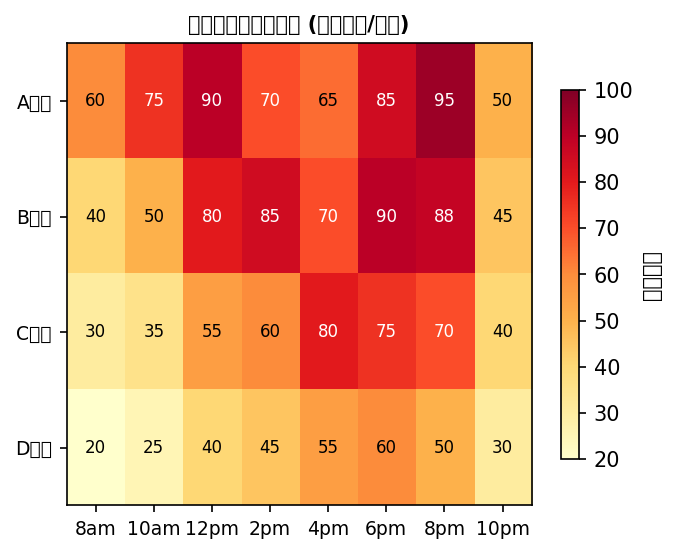 A
60 75 90 70 65 85 95 50
B
40 50 80 85 70 90 88 45
C
30 35 55 60 80 75 70 40
D
20 25 40 45 55 60 50 30
8am 10am 12pm 2pm 4pm 6pm 8pm 10pm
100
90
80
70
60
50
40
30
20